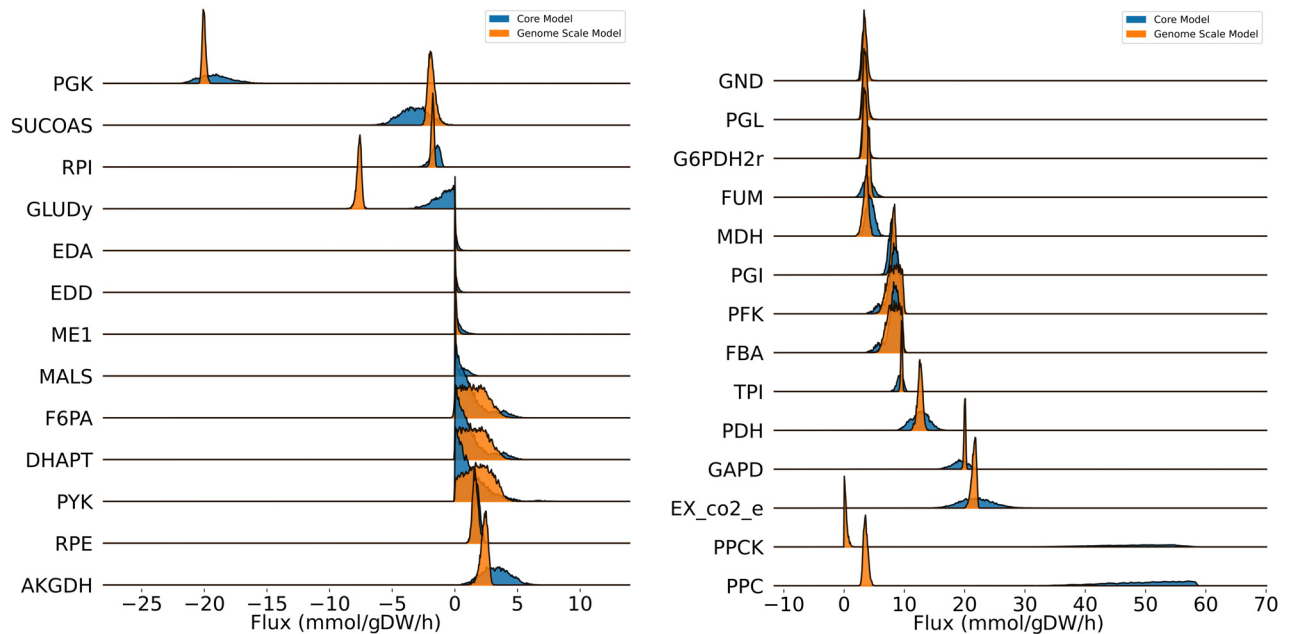 Core Model
Genome Scale Model
PGK
SUCOAS
RPI
GLUDy
EDA
EDD
ME1
MALS
F6PA
DHAPT
PYK
RPE
AKGDH
−25 −20 −15 −10 −5 0 5 10
Flux (mmol/gDW/h)
Core Model
Genome Scale Model
GND
PGL
G6PDH2r
FUM
MDH
PGI
PFK
FBA
TPI
PDH
GAPD
EX_co2_e
PPCK
PPC
−10 0 10 20 30 40 50 60 70
Flux (mmol/gDW/h)